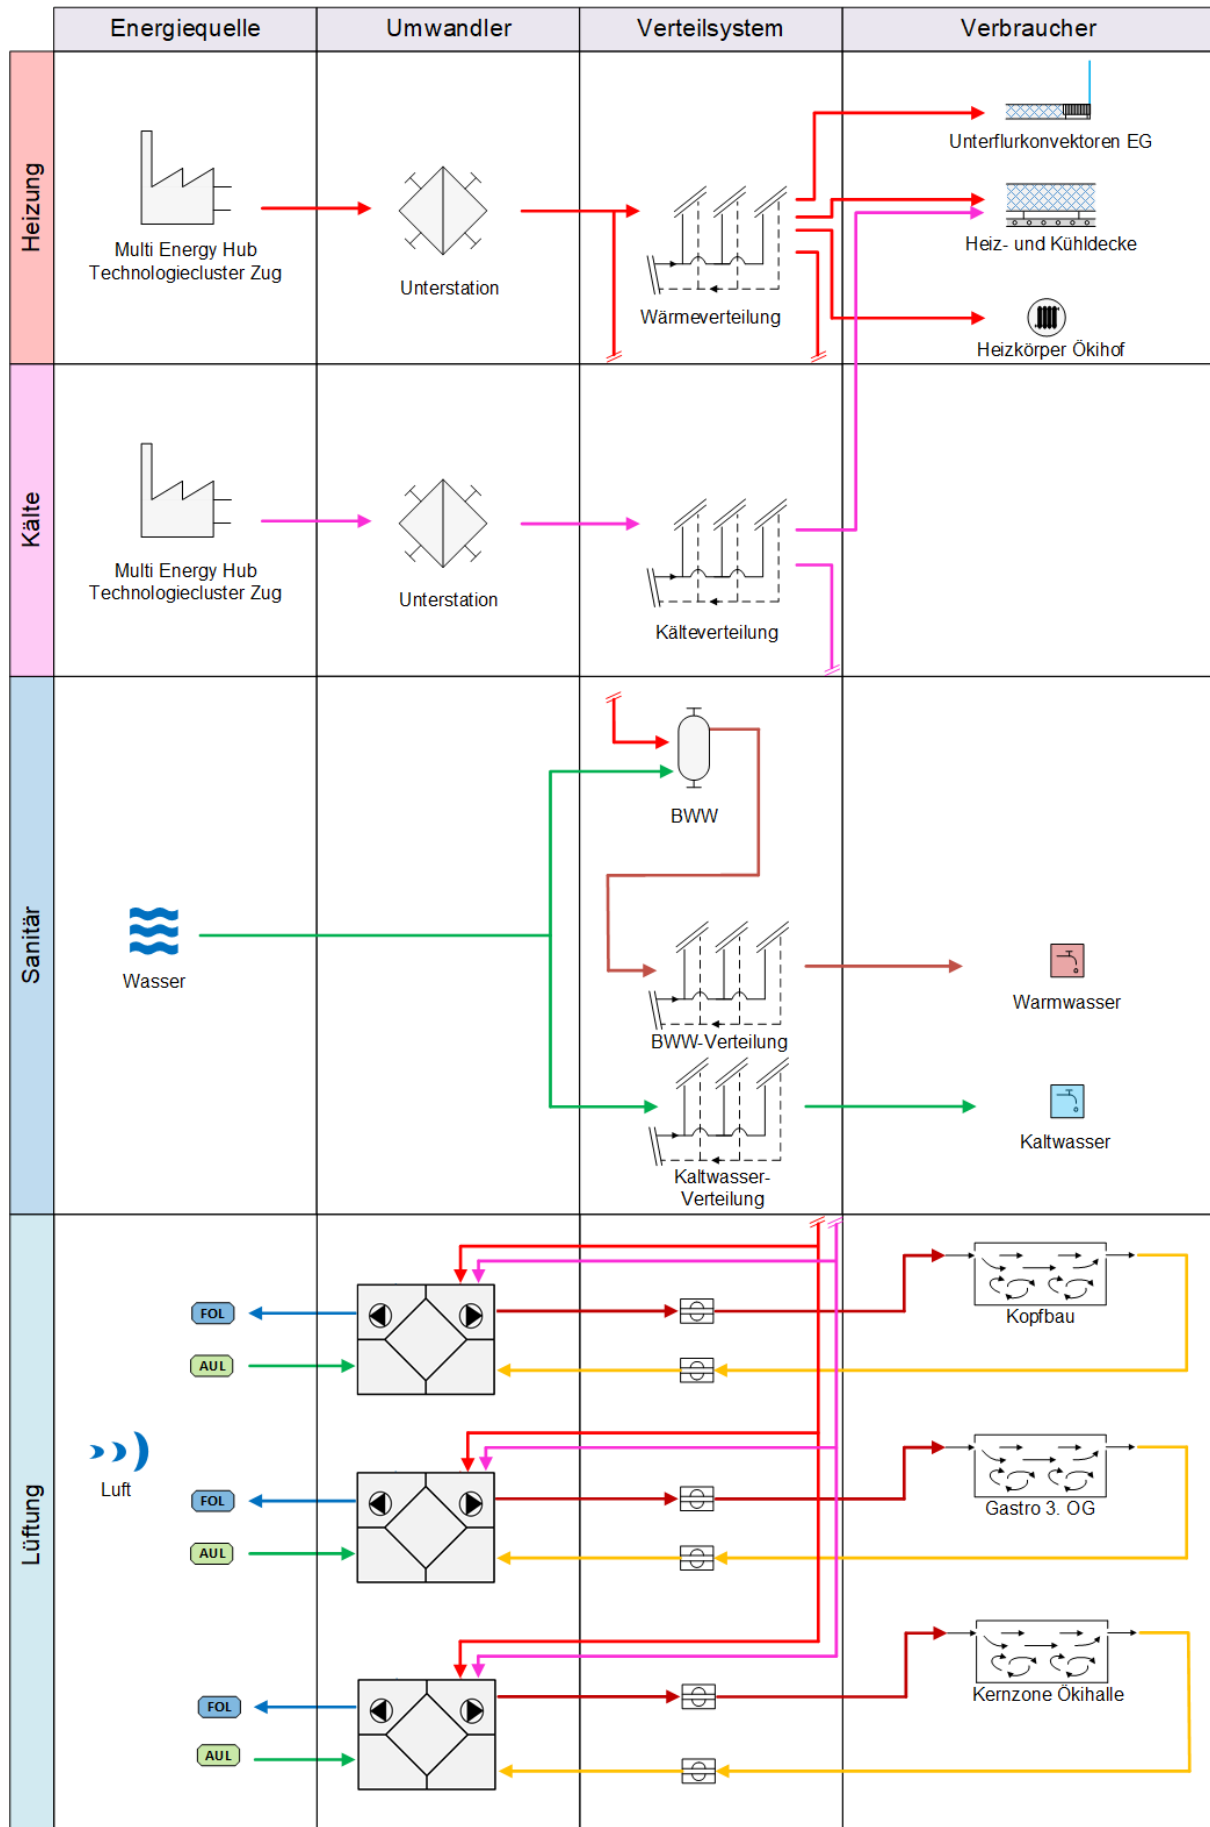 Energiequelle
Umwandler
Verteilsystem
Verbraucher
Heizung
Multi Energy Hub
Technologiecluster Zug
Unterstation
Wärmeverteilung
Unterflurkonvektoren EG
Heiz- und Kühldecke
Heizkörper Ökihof
Kälte
Multi Energy Hub
Technologiecluster Zug
Unterstation
Kälteverteilung
Sanitär
Wasser
BWW
BWW-Verteilung
Kaltwasser-
Verteilung
Warmwasser
Kaltwasser
Lüftung
Luft
FOL
AUL
Kopfbau
FOL
AUL
Gastro 3. OG
FOL
AUL
Kernzone Ökihalle